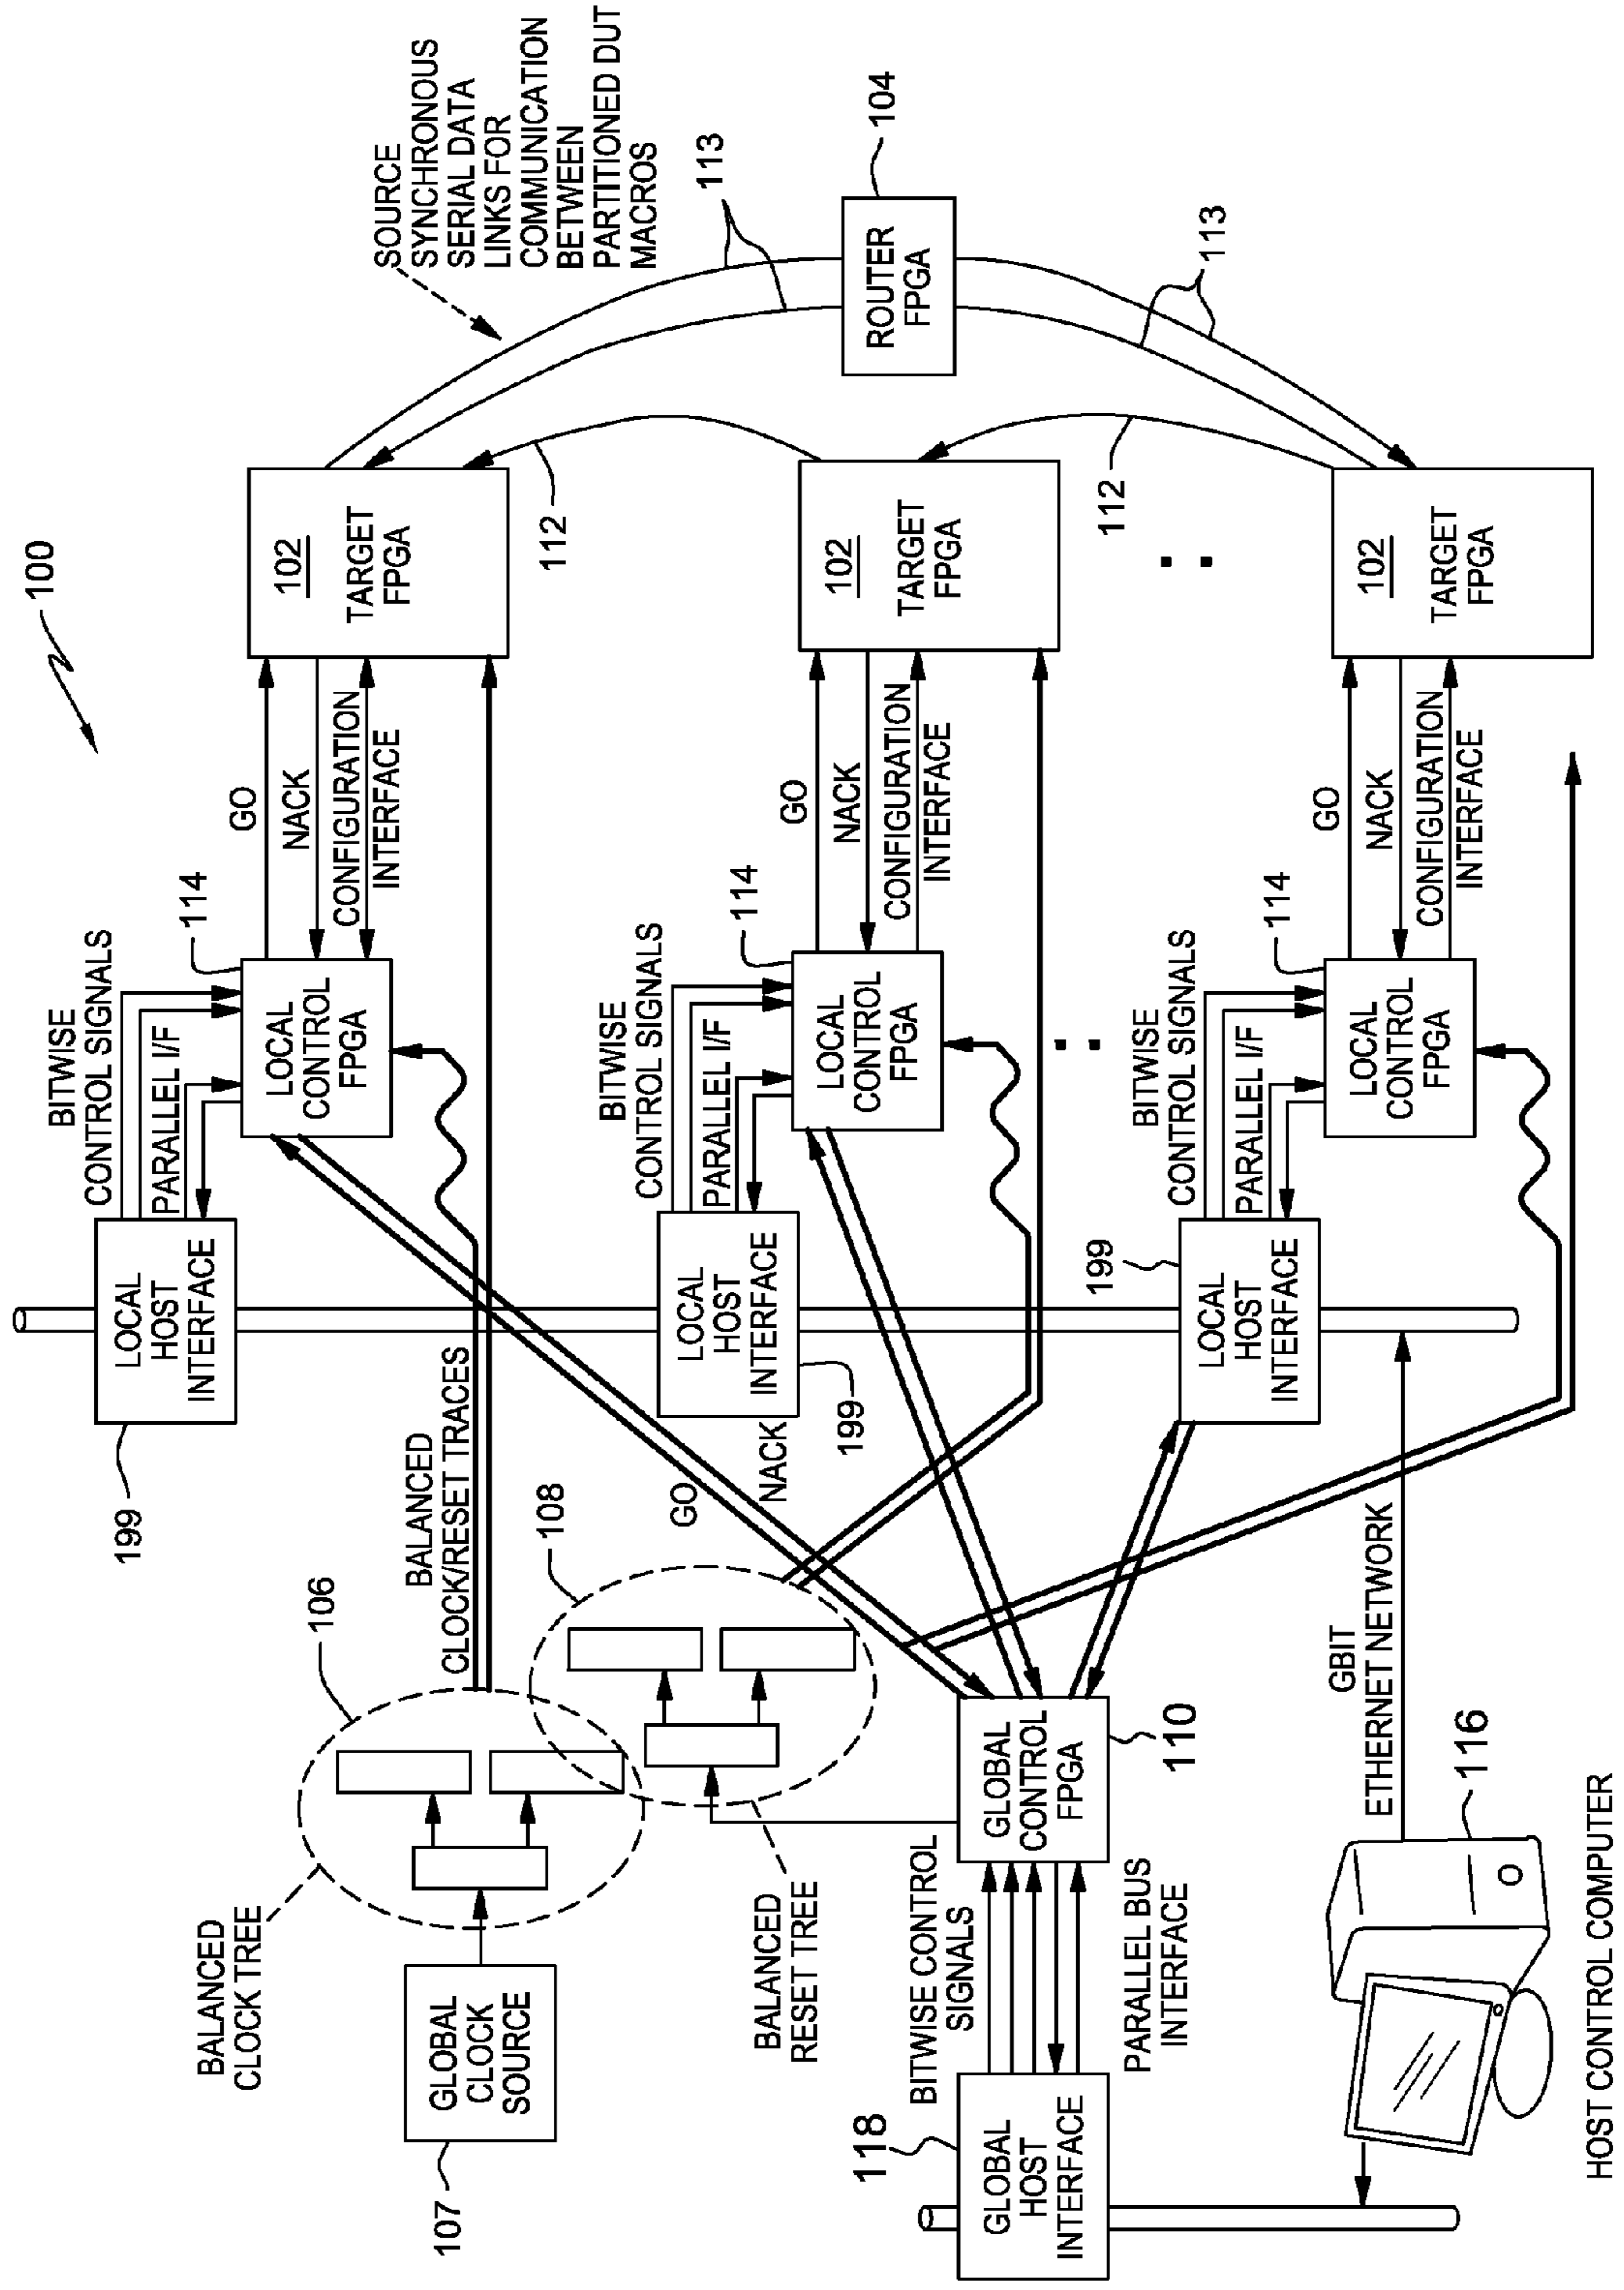 100
SOURCE
SYNCHRONOUS
SERIAL DATA
LINKS FOR
COMMUNICATION
BETWEEN
PARTITIONED DUT
MACROS
113
104
ROUTER
FPGA
113
112
112
102
TARGET
FPGA
102
TARGET
FPGA
102
TARGET
FPGA
GO
NACK
CONFIGURATION
INTERFACE
GO
NACK
CONFIGURATION
INTERFACE
GO
NACK
CONFIGURATION
INTERFACE
114
LOCAL
CONTROL
FPGA
114
LOCAL
CONTROL
FPGA
114
LOCAL
CONTROL
FPGA
BITWISE
CONTROL SIGNALS
PARALLEL I/F
BITWISE
CONTROL SIGNALS
PARALLEL I/F
BITWISE
CONTROL SIGNALS
PARALLEL I/F
LOCAL
HOST
INTERFACE
199
LOCAL
HOST
INTERFACE
199
LOCAL
HOST
INTERFACE
199
BALANCED
CLOCK/RESET TRACES
GO
NACK
106
108
BALANCED
CLOCK TREE
GLOBAL
CLOCK
SOURCE
107
BALANCED
RESET TREE
GLOBAL
CONTROL
FPGA
110
BITWISE CONTROL
SIGNALS
PARALLEL BUS
INTERFACE
118
GLOBAL
HOST
INTERFACE
GBIT
ETHERNET NETWORK
116
HOST CONTROL COMPUTER